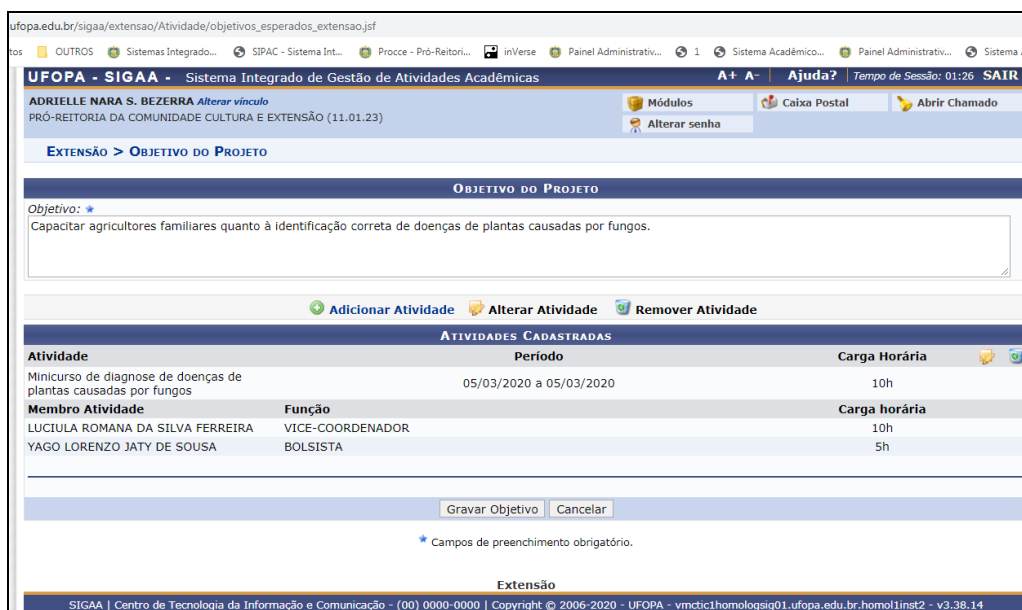 ufopa.edu.br/sigaa/extensao/Atividade/objetivos_esperados_extensao.jsf
tos OUTROS Sistemas Integrado... SIPAC - Sistema Int... Procce - Pró-Reitori... inVerse Painel Administrativ... 1 Sistema Acadêmico... Painel Administrativ... Sistema
UFOPA - SIGAA - Sistema Integrado de Gestão de Atividades Acadêmicas A+ A- Ajuda? Tempo de Sessão: 01:26 SAIR
ADRIELLE NARA S. BEZERRA Alterar vínculo Módulos Caixa Postal Abrir Chamado
PRÓ-REITORIA DA COMUNIDADE CULTURA E EXTENSÃO (11.01.23) Alterar senha
EXTENSÃO > OBJETIVO DO PROJETO
OBJETIVO DO PROJETO
Objetivo:
Capacitar agricultores familiares quanto à identificação correta de doenças de plantas causadas por fungos.
Adicionar Atividade Alterar Atividade Remover Atividade
ATIVIDADES CADASTRADAS
Atividade Período Carga Horária
Minicurso de diagnose de doenças de plantas causadas por fungos 05/03/2020 a 05/03/2020 10h
Membro Atividade Função Carga horária
LUCIULA ROMANA DA SILVA FERREIRA VICE-COORDENADOR 10h
YAGO LORENZO JATY DE SOUSA BOLSISTA 5h
Gravar Objetivo Cancelar
Campos de preenchimento obrigatório.
Extensão
SIGAA | Centro de Tecnologia da Informação e Comunicação - (00) 0000-0000 | Copyright © 2006-2020 - UFOPA - vmctic1homologsig01.ufopa.edu.br.homol1inst2 - v3.38.14